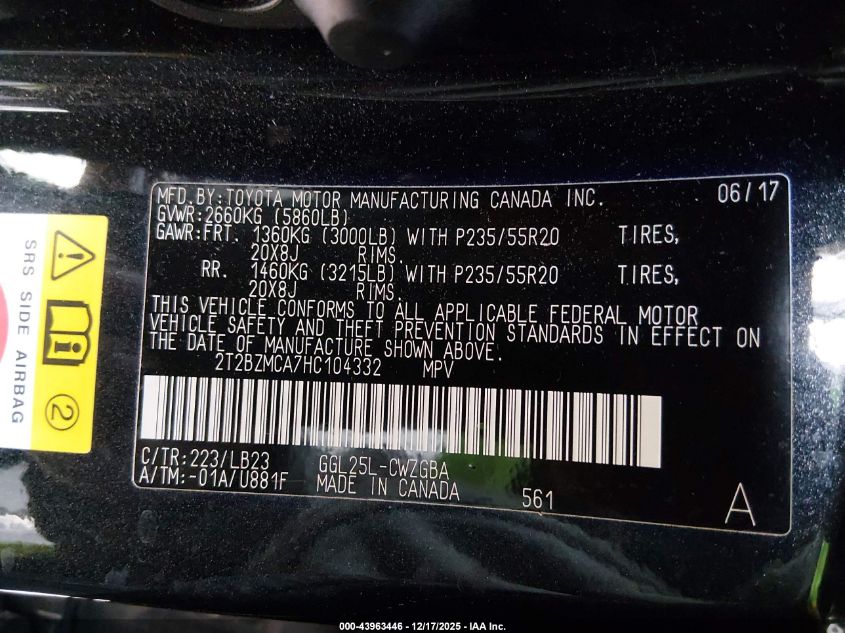 MFD.BY:TOYOTA MOTOR MANUFACTURING CANADA INC. 06/17
GVWR:2660KG (5860LB)
GAWR:FRT. 1360KG (3000LB) WITH P235/55R20 TIRES,
20X8J RIMS.
RR. 1460KG (3215LB) WITH P235/55R20 TIRES,
20X8J RIMS.
THIS VEHICLE CONFORMS TO ALL APPLICABLE FEDERAL MOTOR
VEHICLE SAFETY AND THEFT PREVENTION STANDARDS IN EFFECT ON
THE DATE OF MANUFACTURE SHOWN ABOVE.
2T2BZMCA7HC104332 MPV
C/TR:223/LB23 GGL25L-CWZGBA
A/TM:-01A/U881F MADE IN CANADA 561 A
SRS SIDE AIRBAG
2
000-43963446 - 12/17/2025 - IAA Inc.